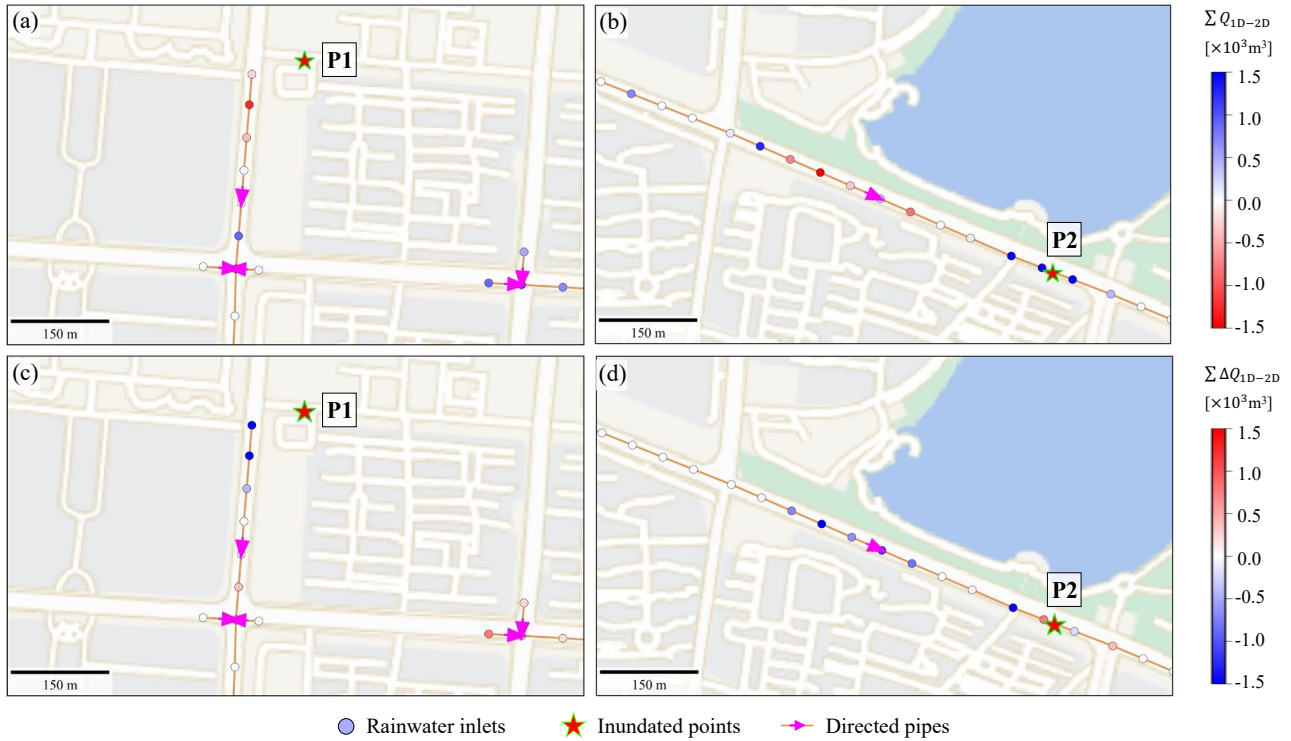 (a)
P1
150 m
(b)
P2
150 m
∑ Q1D−2D
[×10³m³]
1.5
1.0
0.5
0.0
-0.5
-1.0
-1.5
(c)
P1
150 m
(d)
P2
150 m
∑ ΔQ1D−2D
[×10³m³]
1.5
1.0
0.5
0.0
-0.5
-1.0
-1.5
Rainwater inlets Inundated points Directed pipes